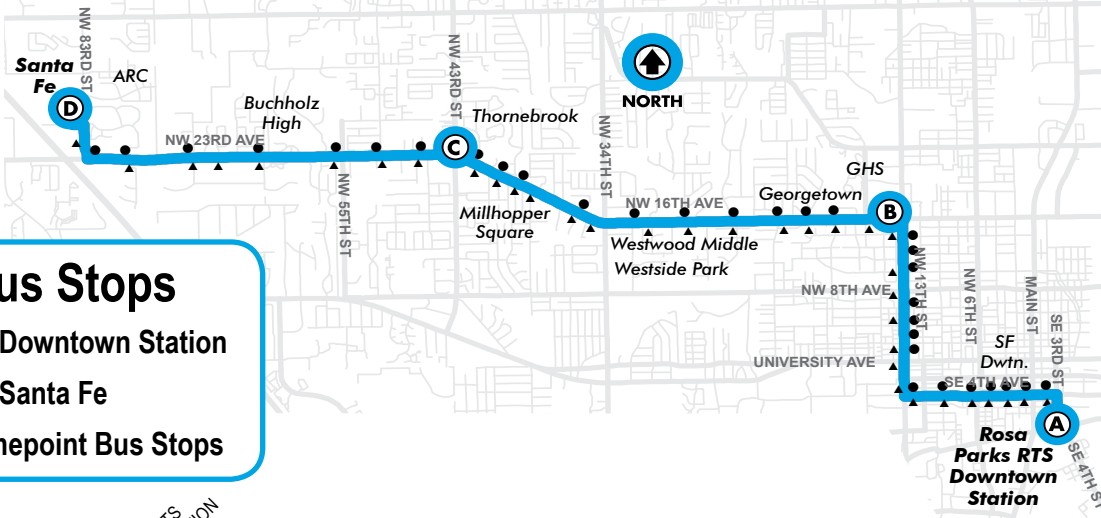 NW 83RD ST
Santa
Fe
ARC
D
Buchholz
High
NW 23RD AVE
NW 55TH ST
NW 43RD ST
C
Thornebrook
Millhopper
Square
NW 34TH ST
NORTH
NW 16TH AVE
Westwood Middle
Westside Park
Georgetown
GHS
B
NW 13TH ST
NW 8TH AVE
UNIVERSITY AVE
NW 6TH ST
MAIN ST
SE 3RD ST
SF
Dwtn.
SE 4TH AVE
A
Rosa
Parks RTS
Downtown
Station
SE 4TH ST
us Stops
Downtown Station
Santa Fe
nepoint Bus Stops